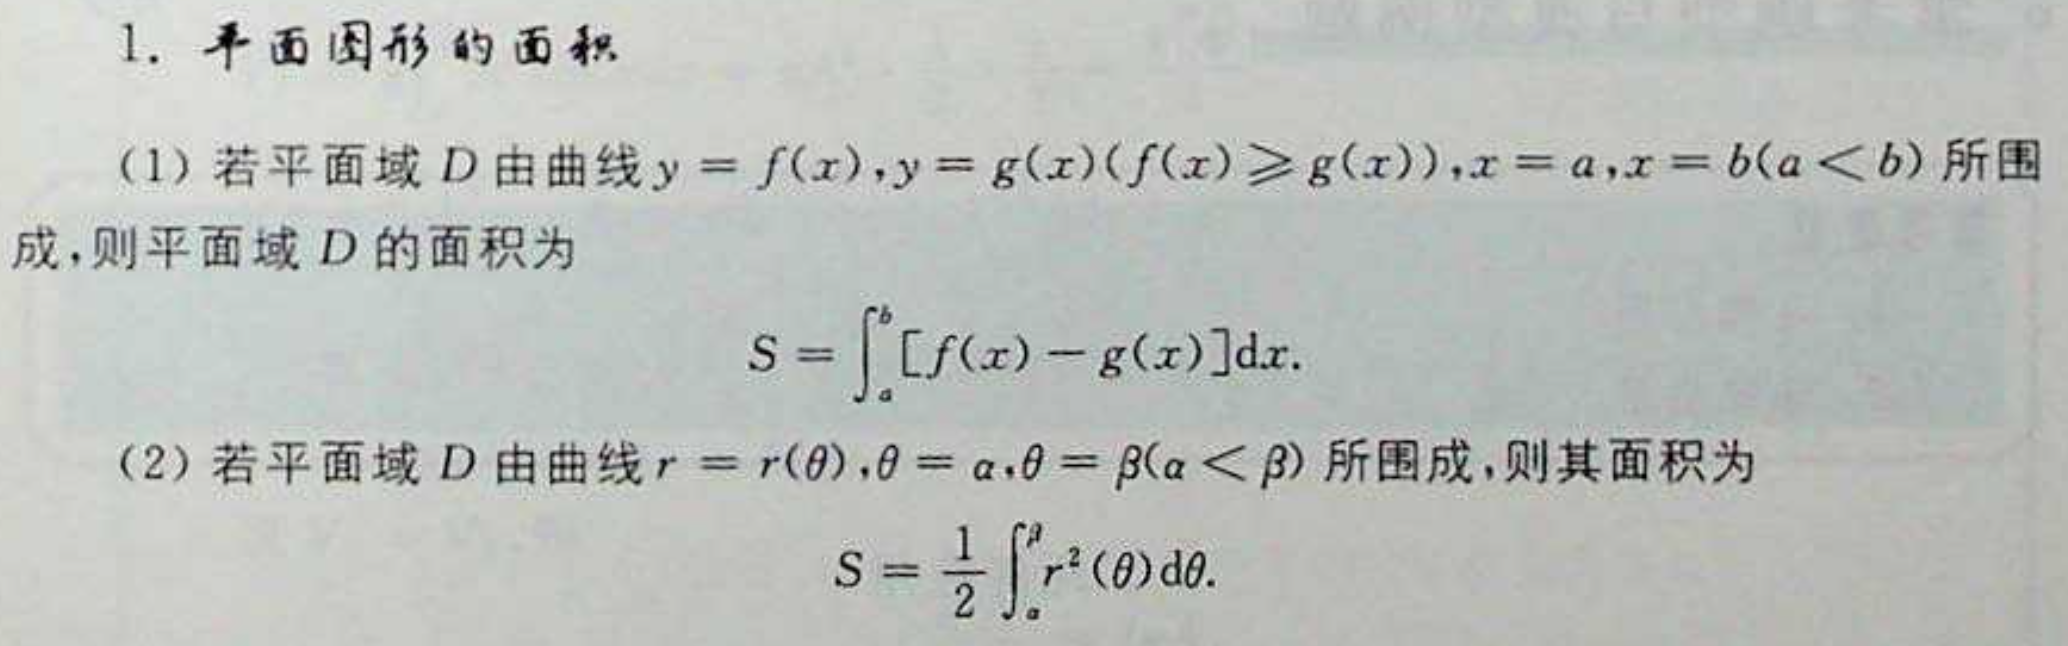 1. 平面图形的面积
(1) 若平面域 D 由曲线 y = f(x), y = g(x)(f(x) ⩾ g(x)), x = a, x = b(a < b) 所围
成,则平面域 D 的面积为
S = ∫_a^b [f(x) − g(x)]dx.
(2) 若平面域 D 由曲线 r = r(θ), θ = α, θ = β(α < β) 所围成,则其面积为
S = \frac{1}{2} ∫_α^β r²(θ)dθ.